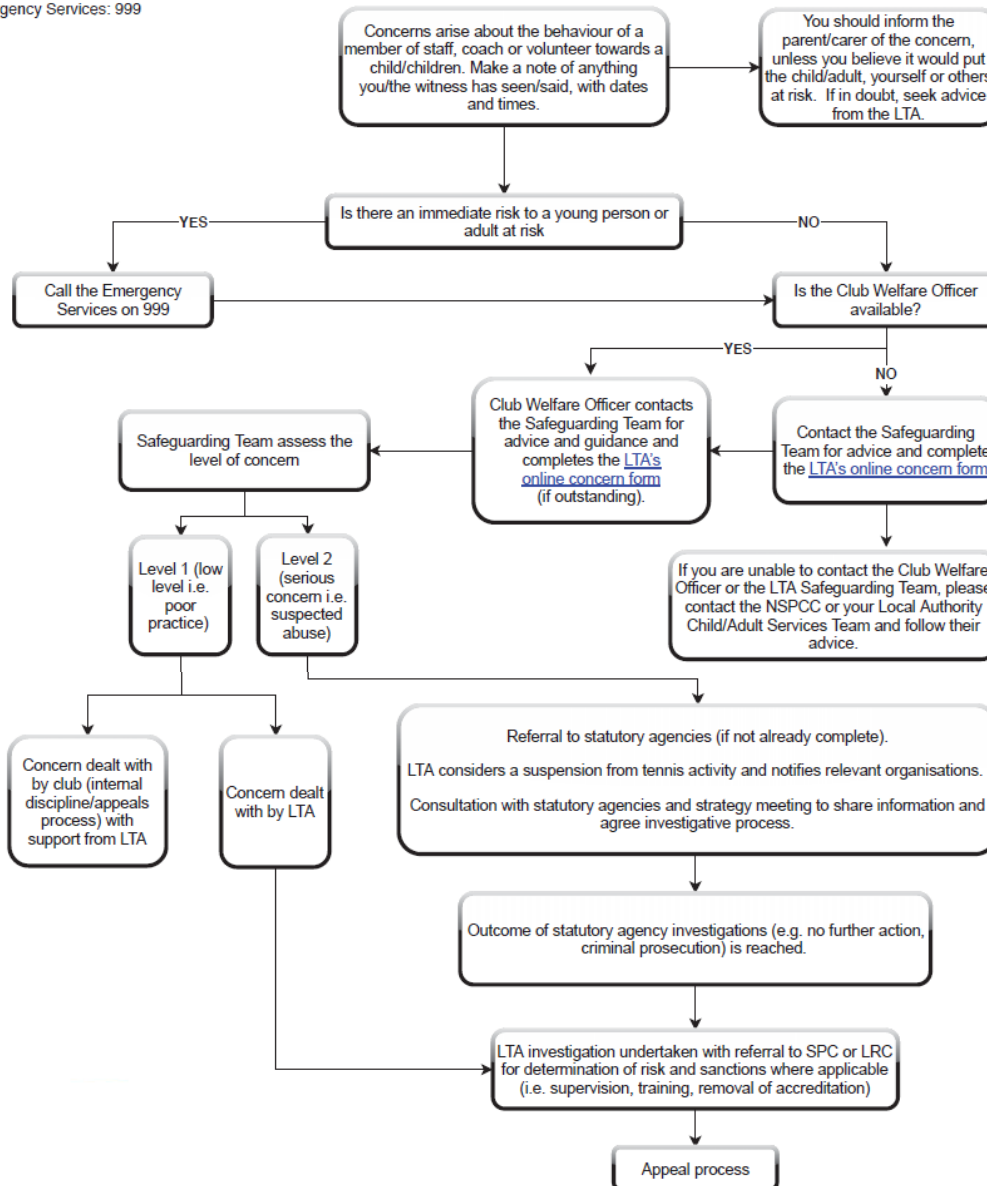 gency Services: 999
Concerns arise about the behaviour of a
member of staff, coach or volunteer towards a
child/children. Make a note of anything
you/the witness has seen/said, with dates
and times.
You should inform the
parent/carer of the concern,
unless you believe it would put
the child/adult, yourself or others
at risk.  If in doubt, seek advice
from the LTA.
Is there an immediate risk to a young person or
adult at risk
YES
NO
Call the Emergency
Services on 999
Is the Club Welfare Officer
available?
YES
NO
Club Welfare Officer contacts
the Safeguarding Team for
advice and guidance and
completes the LTA's
online concern form
(if outstanding).
Contact the Safeguarding
Team for advice and complete
the LTA's online concern form
Safeguarding Team assess the
level of concern
Level 1 (low
level i.e.
poor
practice)
Level 2
(serious
concern i.e.
suspected
abuse)
If you are unable to contact the Club Welfare
Officer or the LTA Safeguarding Team, please
contact the NSPCC or your Local Authority
Child/Adult Services Team and follow their
advice.
Concern dealt with
by club (internal
discipline/appeals
process) with
support from LTA
Concern dealt
with by LTA
Referral to statutory agencies (if not already complete).
LTA considers a suspension from tennis activity and notifies relevant organisations.
Consultation with statutory agencies and strategy meeting to share information and
agree investigative process.
Outcome of statutory agency investigations (e.g. no further action,
criminal prosecution) is reached.
LTA investigation undertaken with referral to SPC or LRC
for determination of risk and sanctions where applicable
(i.e. supervision, training, removal of accreditation)
Appeal process